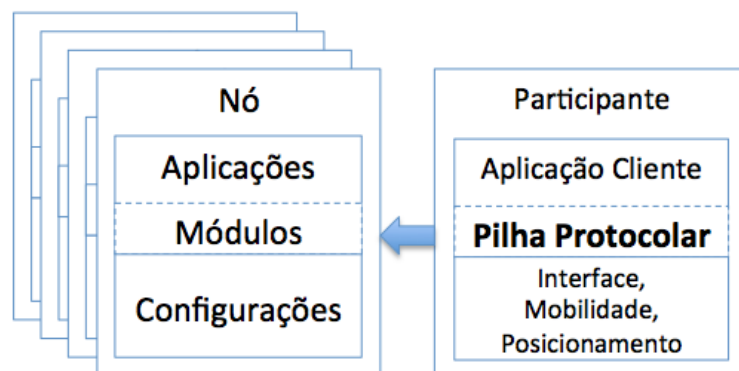 Nó
Aplicações
Módulos
Configurações
Participante
Aplicação Cliente
Pilha Protocolar
Interface,
Mobilidade,
Posicionamento